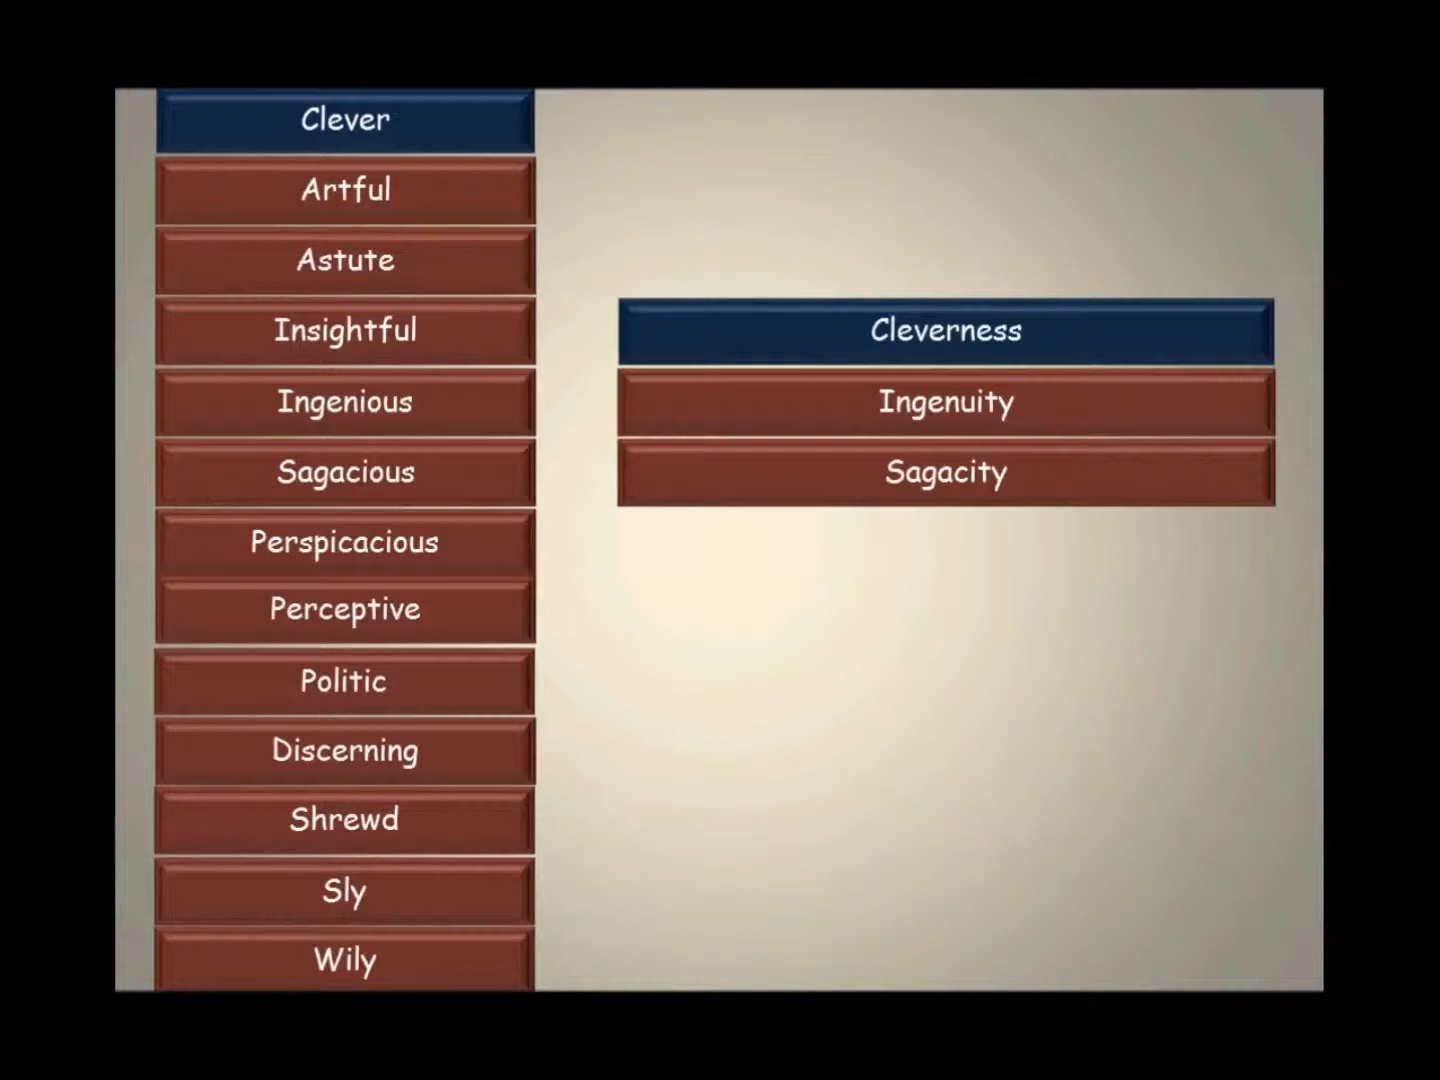 Clever
Artful
Astute
Insightful
Ingenious
Sagacious
Perspicacious
Perceptive
Politic
Discerning
Shrewd
Sly
Wily
Cleverness
Ingenuity
Sagacity